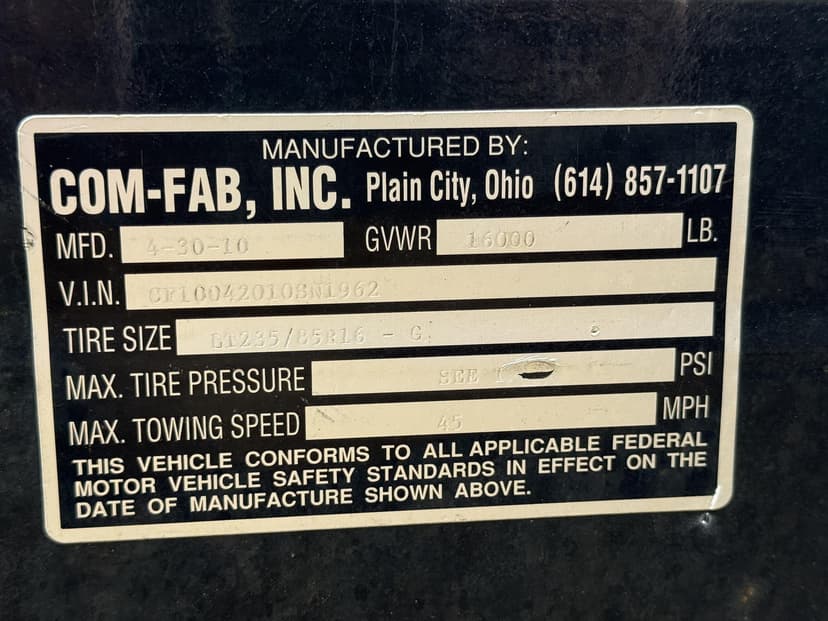 MANUFACTURED BY:
COM-FAB, INC. Plain City, Ohio (614) 857-1107
MFD. 4-30-10 GVWR 16000 LB.
V.I.N. CF10042010SN1962
TIRE SIZE LT235/85R16 - G
MAX. TIRE PRESSURE SEE PSI
MAX. TOWING SPEED 45 MPH
THIS VEHICLE CONFORMS TO ALL APPLICABLE FEDERAL
MOTOR VEHICLE SAFETY STANDARDS IN EFFECT ON THE
DATE OF MANUFACTURE SHOWN ABOVE.